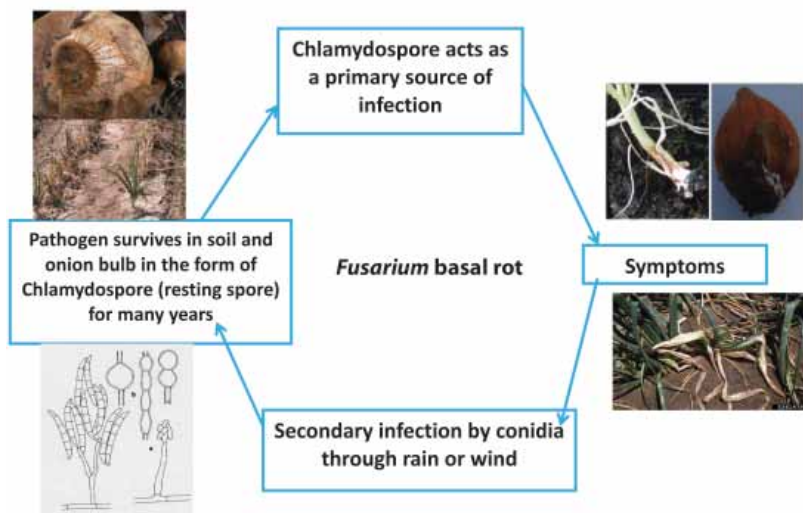 Chlamydospore acts as
a primary source of
infection
Pathogen survives in soil and
onion bulb in the form of
Chlamydospore (resting spore)
for many years
Fusarium basal rot
Symptoms
Secondary infection by conidia
through rain or wind